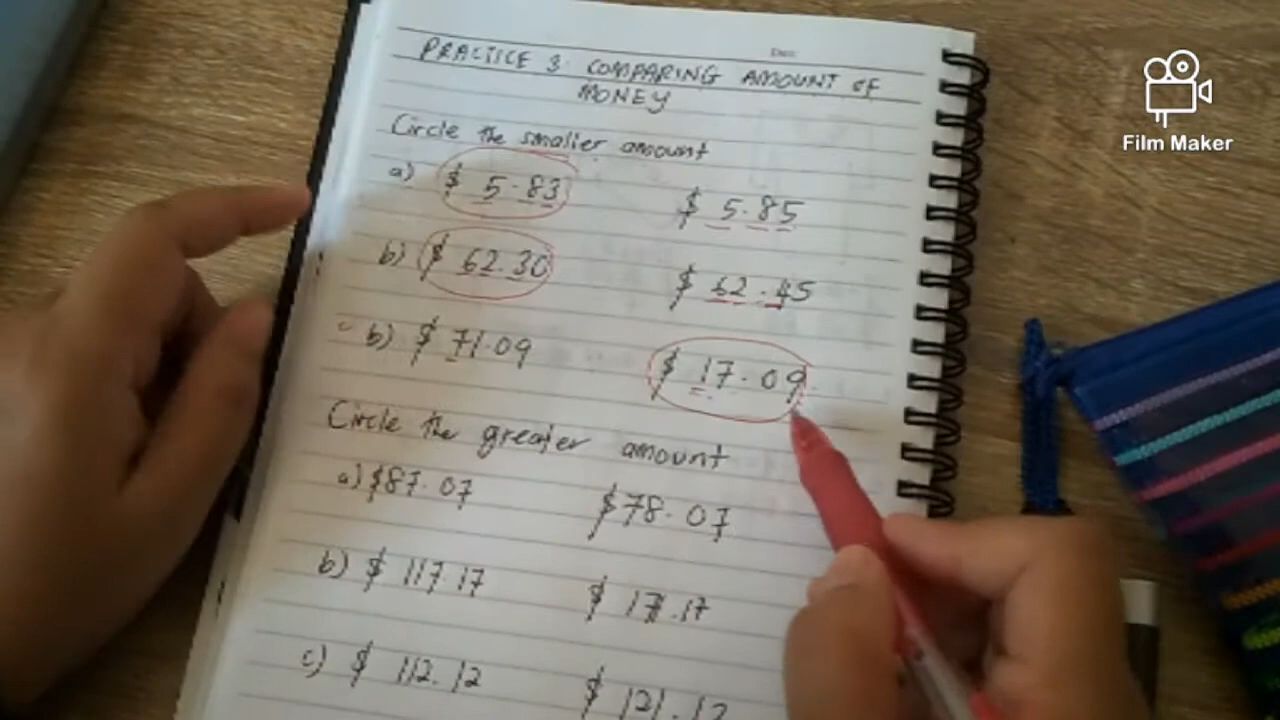 PRACTICE 3: COMPARING AMOUNT OF
MONEY
Circle the smaller amount
a) $ 5.83 $ 5.85
b) $ 62.30 $ 62.45
c b) $ 71.09 $ 17.09
Circle the greater amount
a) $87.07 $78.07
b) $ 117 17 $ 171.17
c) $ 112.12 $ 121.12
Film Maker